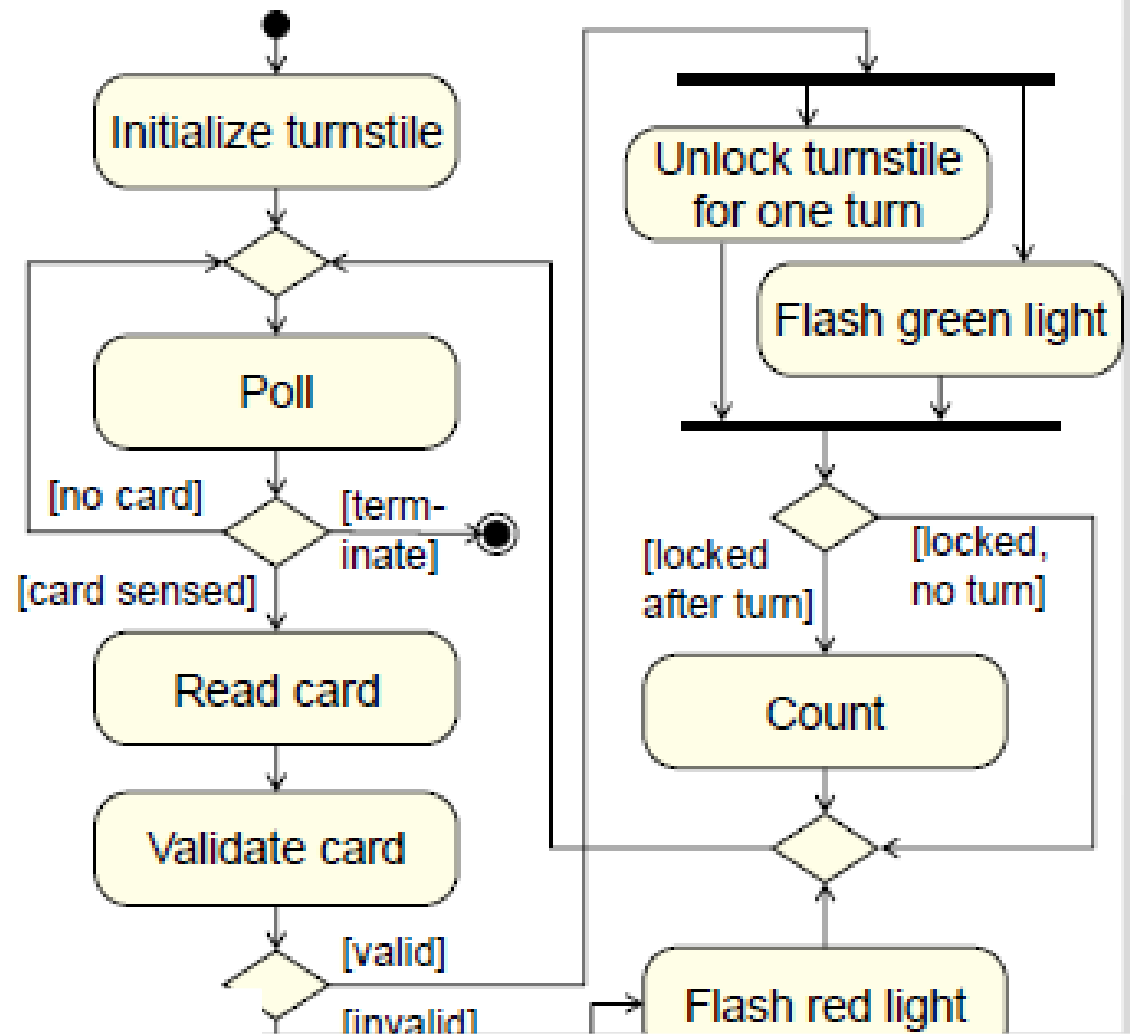 Initialize turnstile
Poll
[no card]
[term-
inate]
[card sensed]
Read card
Validate card
[valid]
[invalid]
Unlock turnstile
for one turn
Flash green light
[locked
after turn]
[locked,
no turn]
Count
Flash red light